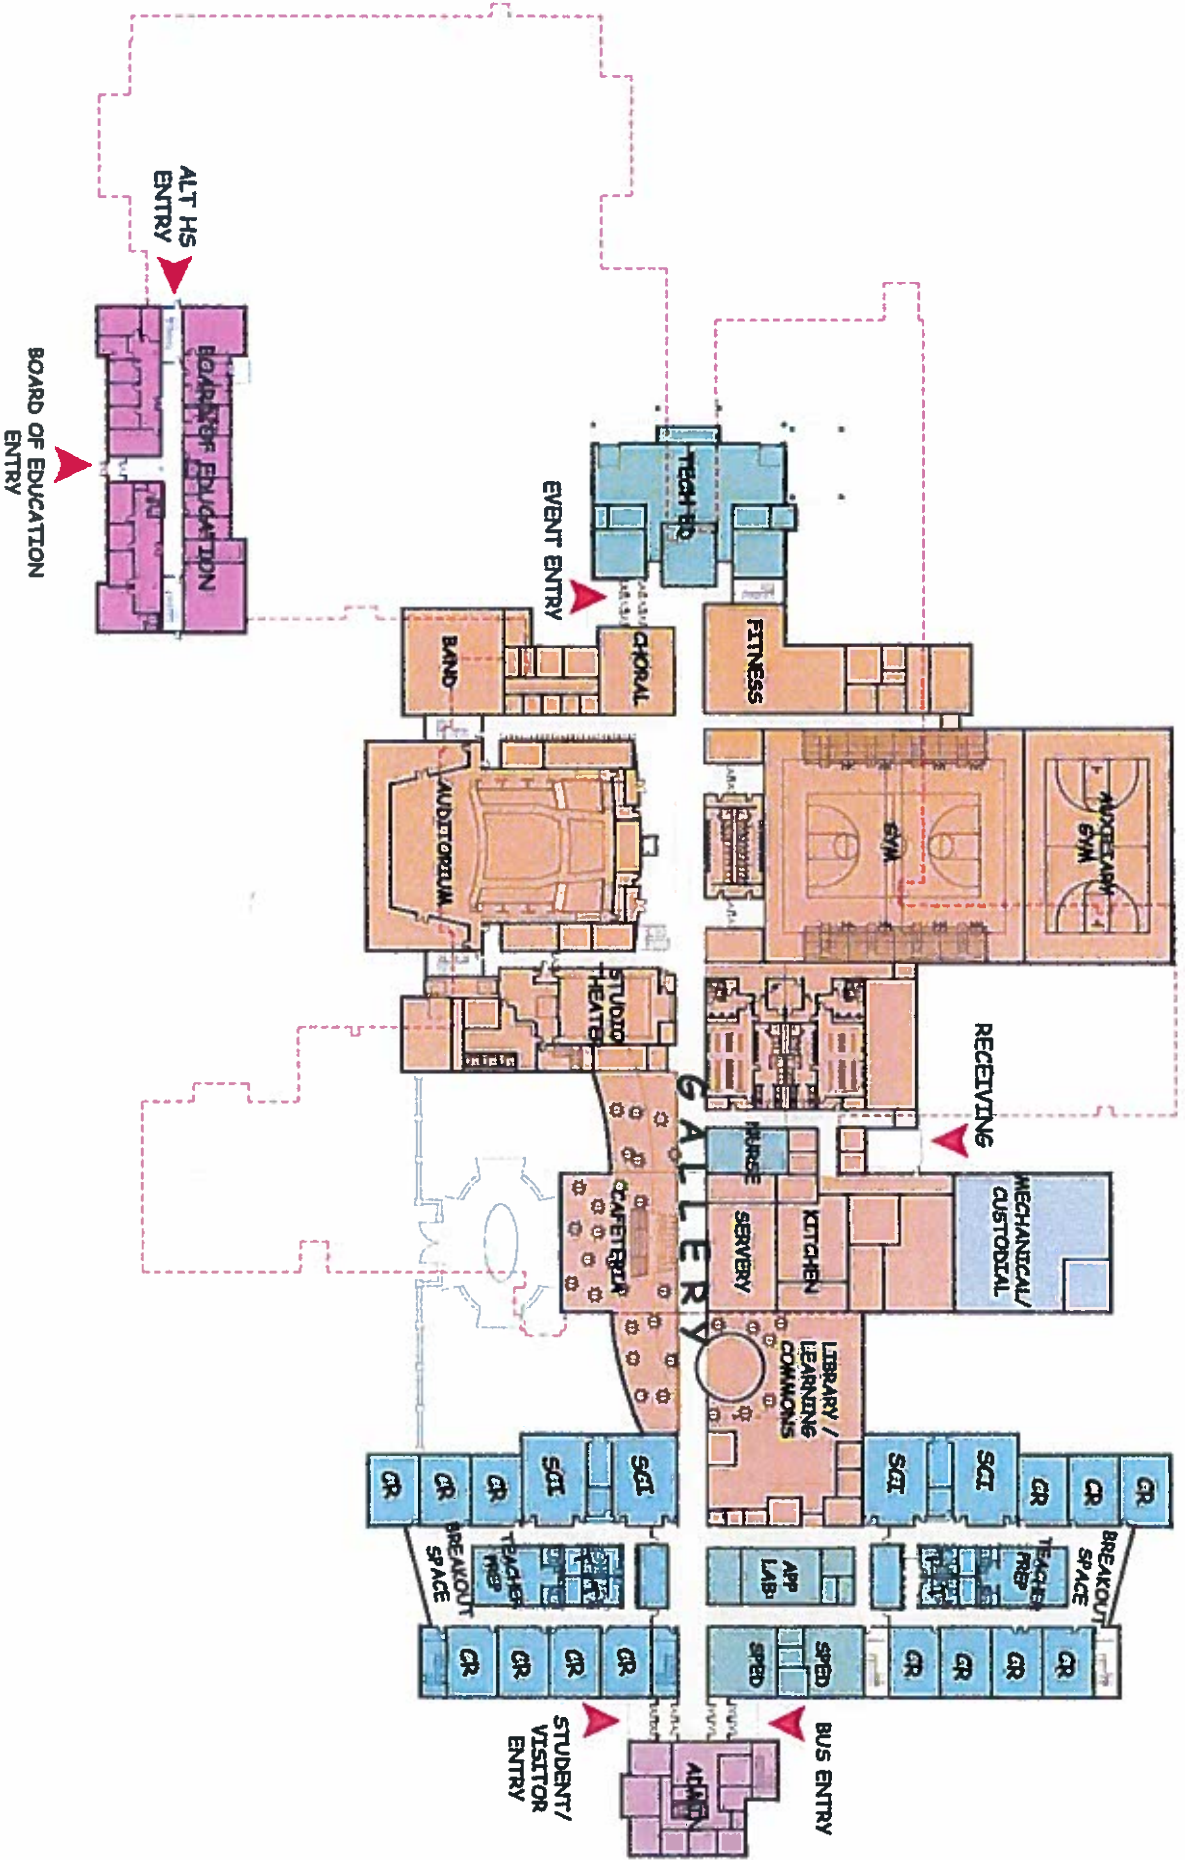 ALT HS
ENTRY
BOARD OF EDUCATION
BOARD OF EDUCATION
ENTRY
TECH ED
EVENT ENTRY
BAND
CHORAL
FITNESS
AUDITORIUM
GYM
AUXILIARY
GYM
STUDIO
THEATER
RECEIVING
GALLERY
NURSE
CAFETERIA
SERVERY
KITCHEN
MECHANICAL/
CUSTODIAL
LIBRARY /
LEARNING
COMMONS
CR
CR
CR
SCI
SCI
SCI
SCI
CR
CR
CR
BREAKOUT
SPACE
TEACHER
PREP
APP
LAB
TEACHER
PREP
BREAKOUT
SPACE
CR
CR
CR
CR
SPED
SPED
CR
CR
CR
CR
STUDENT/
VISITOR
ENTRY
BUS ENTRY
ADMIN